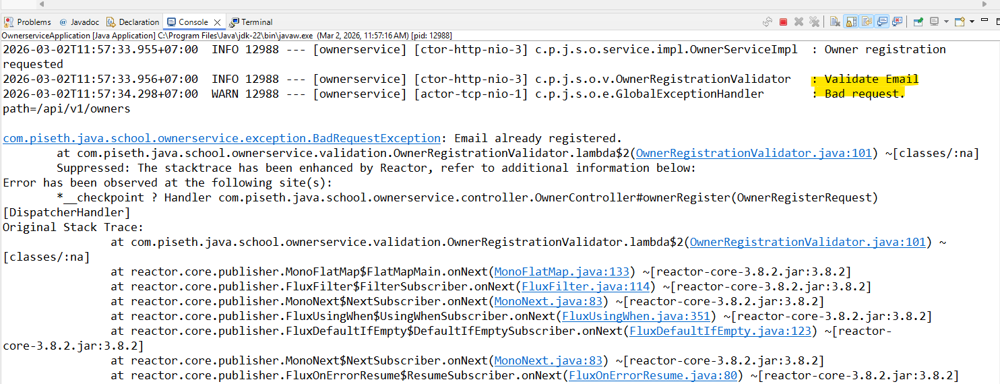 Problems @ Javadoc Declaration Console Terminal
OwnerserviceApplication [Java Application] C:\Program Files\Java\jdk-22\bin\javaw.exe (Mar 2, 2026, 11:57:16 AM) [pid: 12988]
2026-03-02T11:57:33.955+07:00  INFO 12988 --- [ownerservice] [ctor-http-nio-3] c.p.j.s.o.service.impl.OwnerServiceImpl  : Owner registration
requested
2026-03-02T11:57:33.956+07:00  INFO 12988 --- [ownerservice] [ctor-http-nio-3] c.p.j.s.o.v.OwnerRegistrationValidator   : Validate Email
2026-03-02T11:57:34.298+07:00  WARN 12988 --- [ownerservice] [actor-tcp-nio-1] c.p.j.s.o.e.GlobalExceptionHandler       : Bad request.
path=/api/v1/owners
com.piseth.java.school.ownerservice.exception.BadRequestException: Email already registered.
at com.piseth.java.school.ownerservice.validation.OwnerRegistrationValidator.lambda$2(OwnerRegistrationValidator.java:101) ~[classes/:na]
Suppressed: The stacktrace has been enhanced by Reactor, refer to additional information below:
Error has been observed at the following site(s):
*__checkpoint ? Handler com.piseth.java.school.ownerservice.controller.OwnerController#ownerRegister(OwnerRegisterRequest)
[DispatcherHandler]
Original Stack Trace:
at com.piseth.java.school.ownerservice.validation.OwnerRegistrationValidator.lambda$2(OwnerRegistrationValidator.java:101) ~
[classes/:na]
at reactor.core.publisher.MonoFlatMap$FlatMapMain.onNext(MonoFlatMap.java:133) ~[reactor-core-3.8.2.jar:3.8.2]
at reactor.core.publisher.FluxFilter$FilterSubscriber.onNext(FluxFilter.java:114) ~[reactor-core-3.8.2.jar:3.8.2]
at reactor.core.publisher.MonoNext$NextSubscriber.onNext(MonoNext.java:83) ~[reactor-core-3.8.2.jar:3.8.2]
at reactor.core.publisher.FluxUsingWhen$UsingWhenSubscriber.onNext(FluxUsingWhen.java:351) ~[reactor-core-3.8.2.jar:3.8.2]
at reactor.core.publisher.FluxDefaultIfEmpty$DefaultIfEmptySubscriber.onNext(FluxDefaultIfEmpty.java:123) ~[reactor-
core-3.8.2.jar:3.8.2]
at reactor.core.publisher.MonoNext$NextSubscriber.onNext(MonoNext.java:83) ~[reactor-core-3.8.2.jar:3.8.2]
at reactor.core.publisher.FluxOnErrorResume$ResumeSubscriber.onNext(FluxOnErrorResume.java:80) ~[reactor-core-3.8.2.jar:3.8.2]